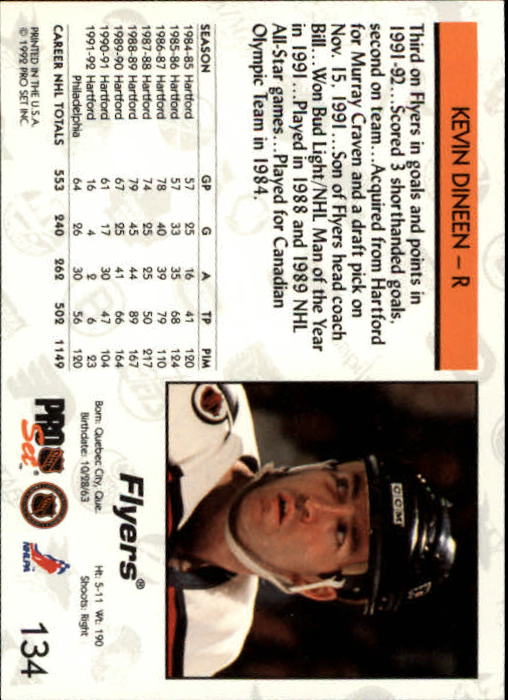 KEVIN DINEEN – R
Third on Flyers in goals and points in
1991-92...Scored 3 shorthanded goals,
second on team...Acquired from Hartford
for Murray Craven and a draft pick on
Nov. 15, 1991...Son of Flyers head coach
Bill...Won Bud Light/NHL Man of the Year
in 1991...Played in 1988 and 1989 NHL
All-Star games...Played for Canadian
Olympic Team in 1984.
CCM
Flyers®
Born: Quebec City, Que. Ht: 5-11 Wt: 190
Birthdate: 10/28/63 Shoots: Right
SEASON GP G A TP PIM
1984-85 Hartford 57 25 16 41 120
1985-86 Hartford 57 33 35 68 124
1986-87 Hartford 78 40 39 79 110
1987-88 Hartford 74 25 25 50 217
1988-89 Hartford 79 45 44 89 167
1989-90 Hartford 67 25 41 66 164
1990-91 Hartford 61 17 30 47 104
1991-92 Hartford 16 4 2 6 23
Philadelphia 64 26 30 56 120
CAREER NHL TOTALS 553 240 262 502 1149
PRINTED IN THE U.S.A.
© 1992 PRO SET INC.
PRO Set
NHLPA
134